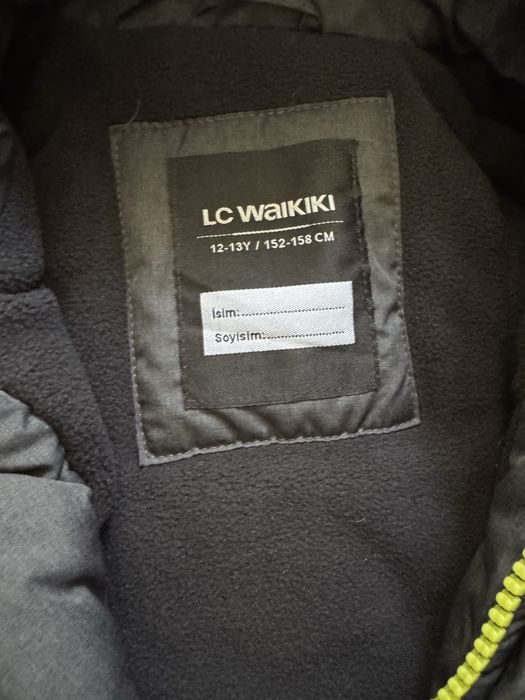 LC WAIKIKI
12-13Y / 152-158 CM
İsim:............................
Soyisim:.....................